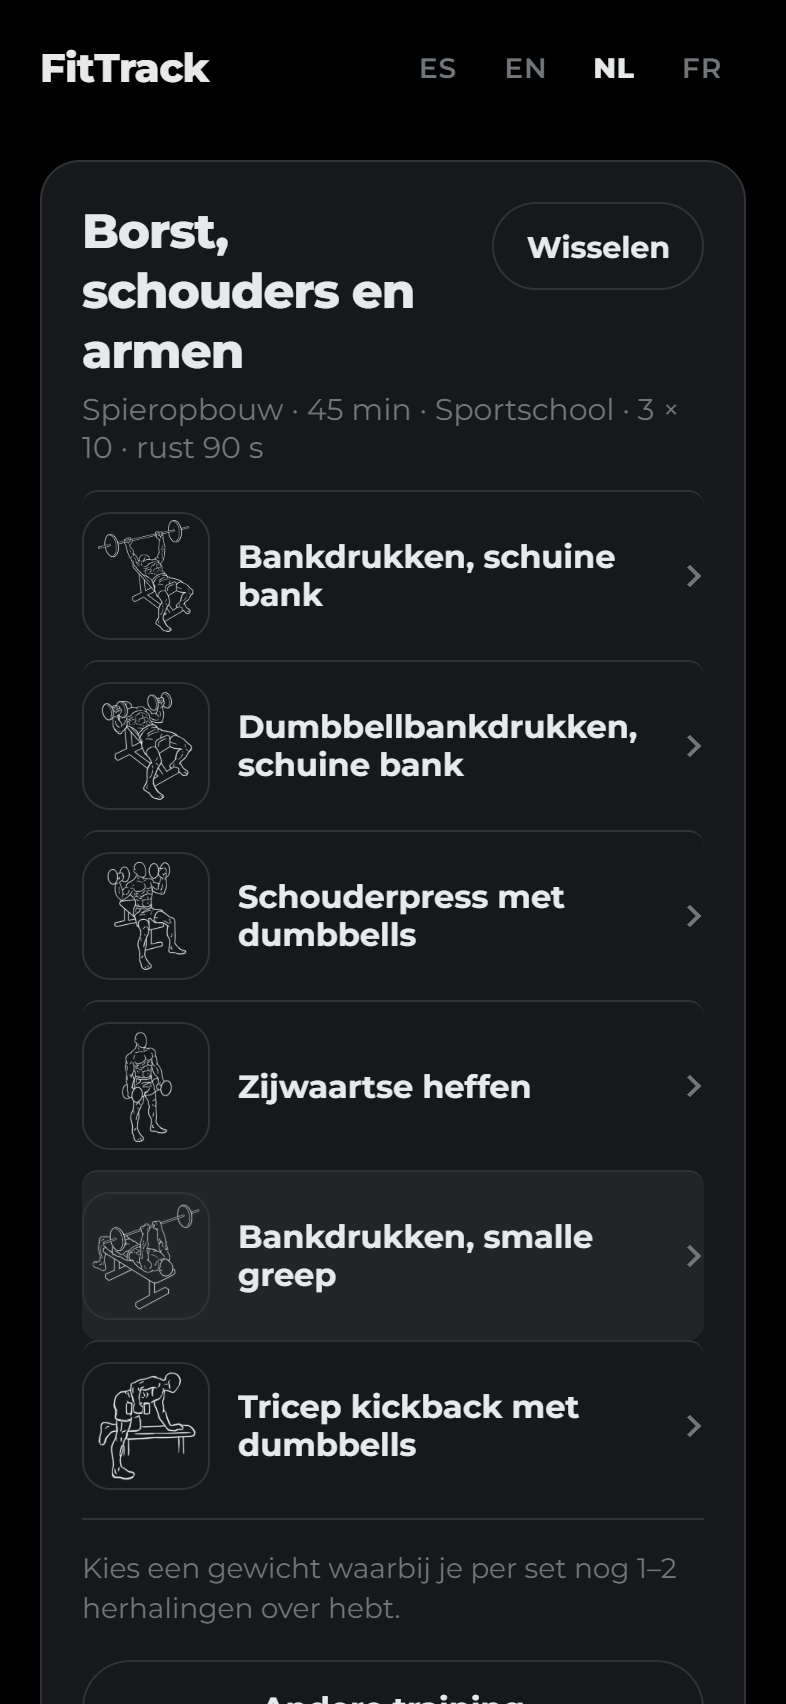 FitTrack
ES EN NL FR
Borst,
schouders en
armen
Wisselen
Spieropbouw · 45 min · Sportschool · 3 ×
10 · rust 90 s
Bankdrukken, schuine
bank
Dumbbellbankdrukken,
schuine bank
Schouderpress met
dumbbells
Zijwaartse heffen
Bankdrukken, smalle
greep
Tricep kickback met
dumbbells
Kies een gewicht waarbij je per set nog 1–2
herhalingen over hebt.
Andere training